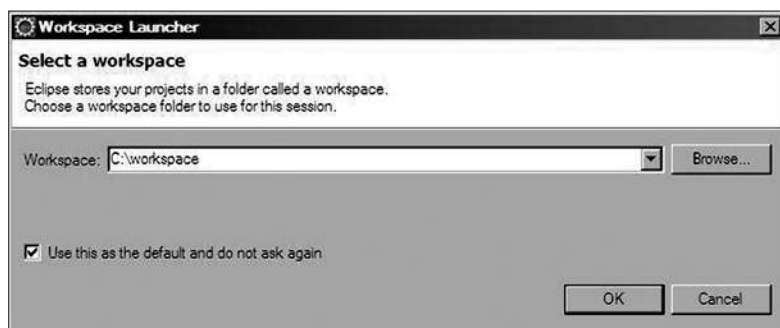 Workspace Launcher
Select a workspace
Eclipse stores your projects in a folder called a workspace.
Choose a workspace folder to use for this session.
Workspace: C:\workspace Browse...
Use this as the default and do not ask again
OK Cancel